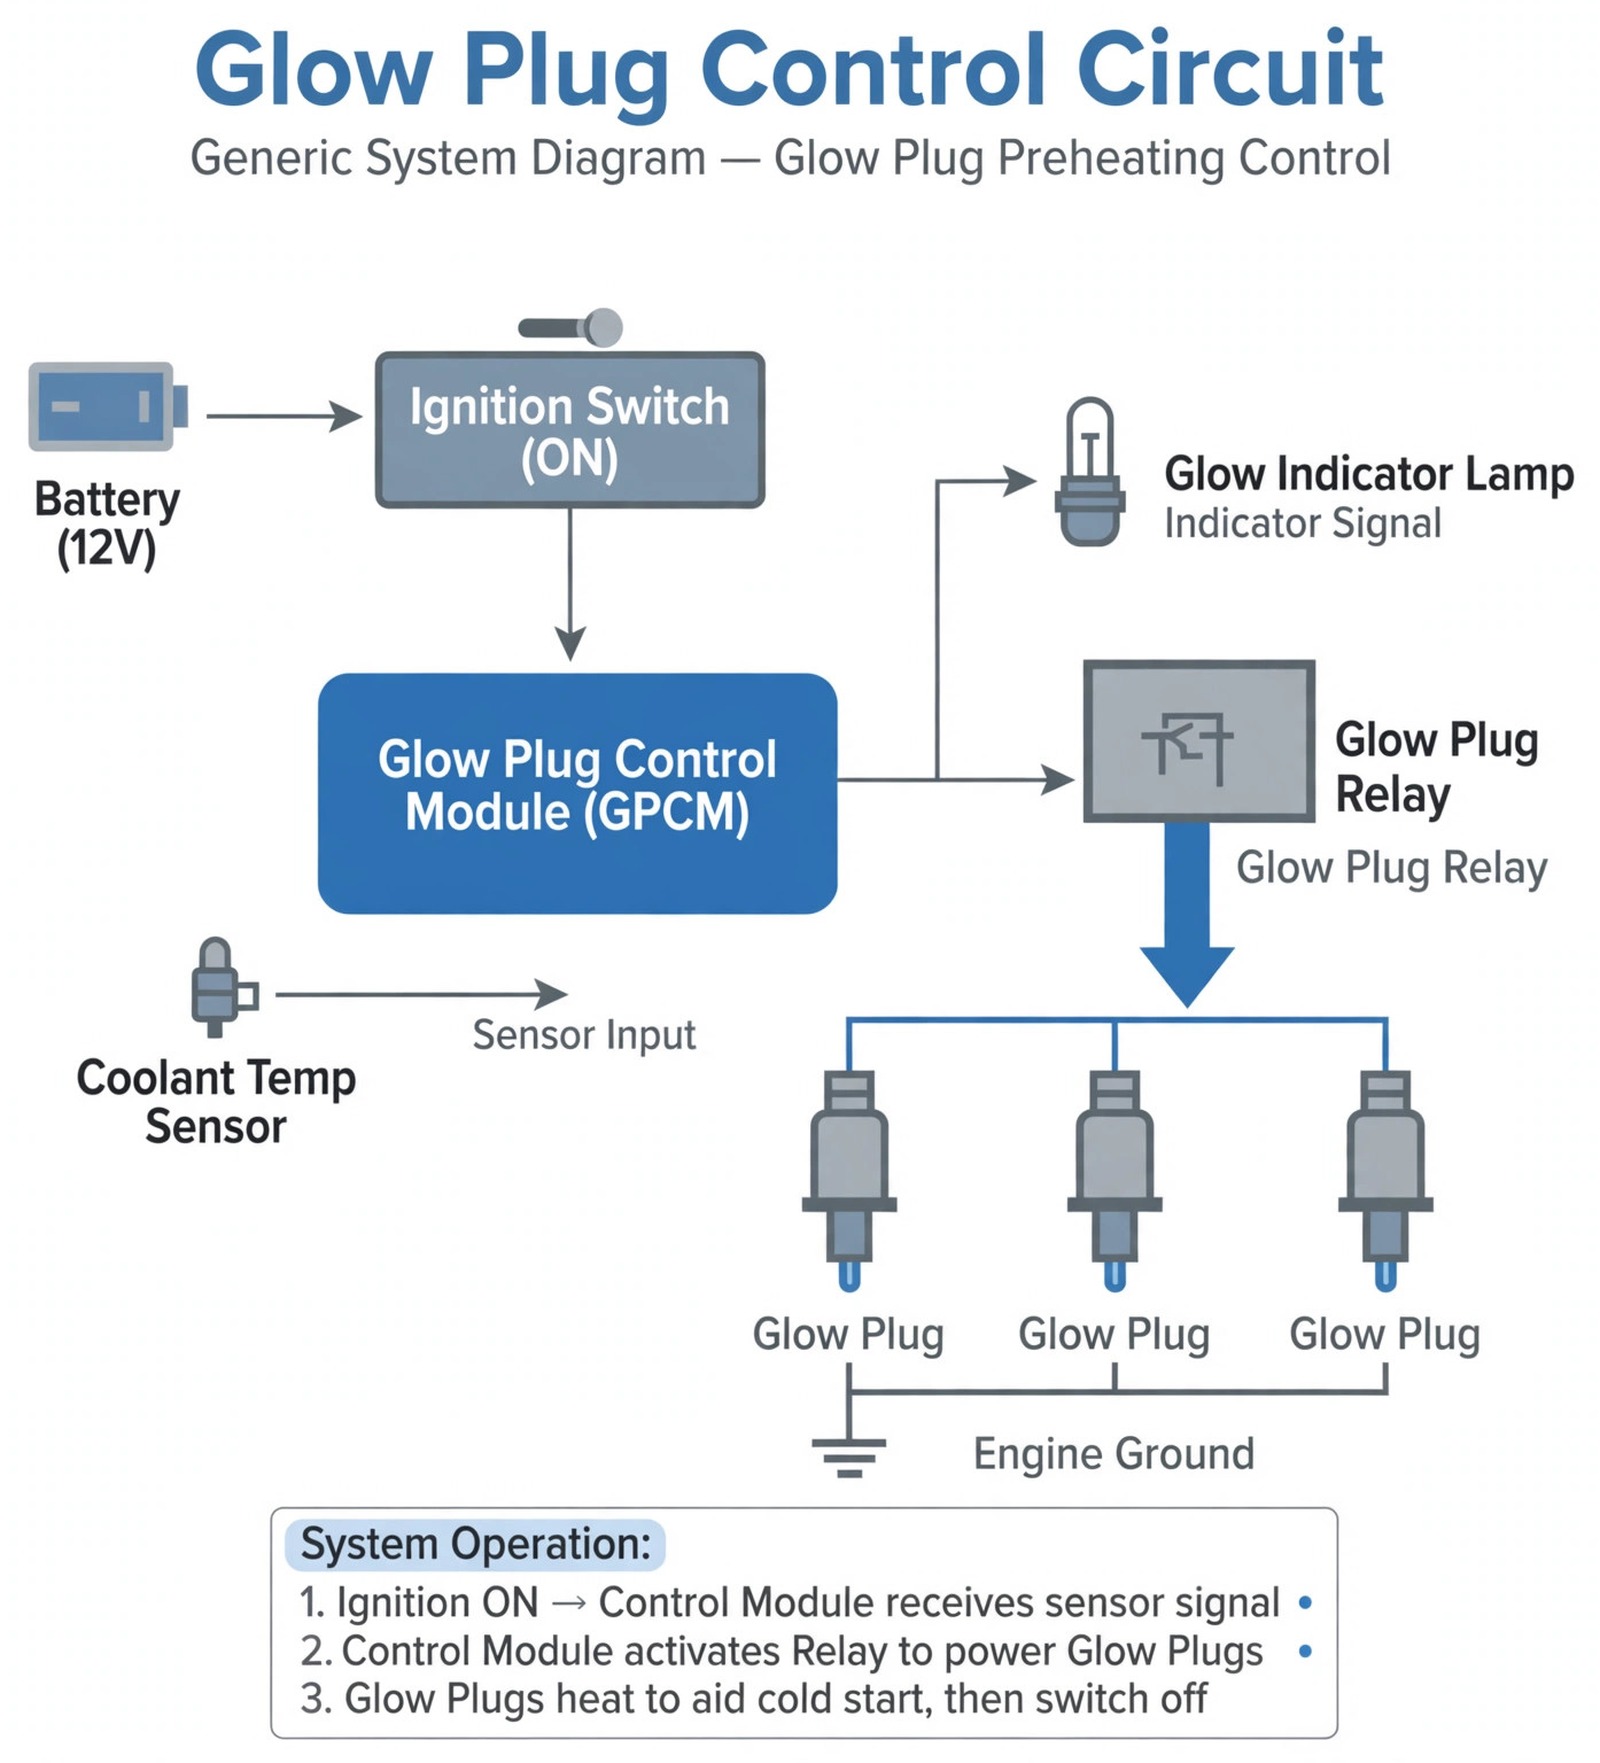 Glow Plug Control Circuit
Generic System Diagram — Glow Plug Preheating Control
Ignition Switch
(ON)
Battery
(12V)
Glow Indicator Lamp
Indicator Signal
Glow Plug Control
Module (GPCM)
Glow Plug
Relay
Glow Plug Relay
Sensor Input
Coolant Temp
Sensor
Glow Plug
Glow Plug
Glow Plug
Engine Ground
System Operation:
1. Ignition ON → Control Module receives sensor signal •
2. Control Module activates Relay to power Glow Plugs •
3. Glow Plugs heat to aid cold start, then switch off